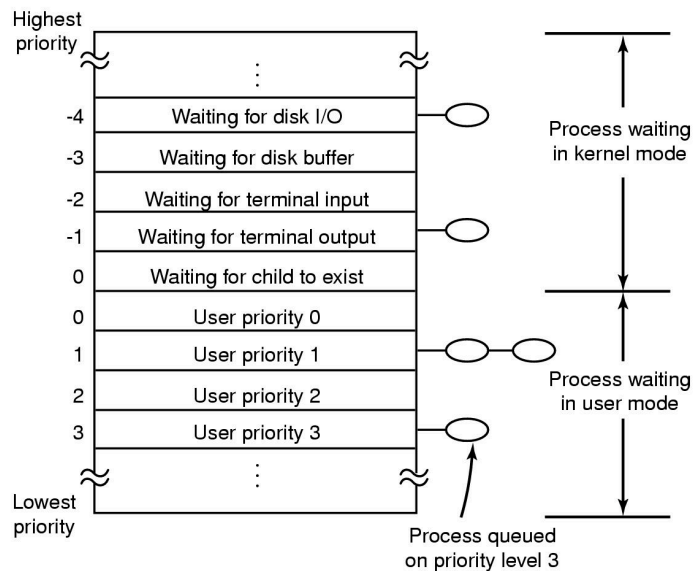 Highest
priority
⋮
-4 Waiting for disk I/O
-3 Waiting for disk buffer
-2 Waiting for terminal input
-1 Waiting for terminal output
0 Waiting for child to exist
0 User priority 0
1 User priority 1
2 User priority 2
3 User priority 3
⋮
Lowest
priority
Process waiting
in kernel mode
Process waiting
in user mode
Process queued
on priority level 3